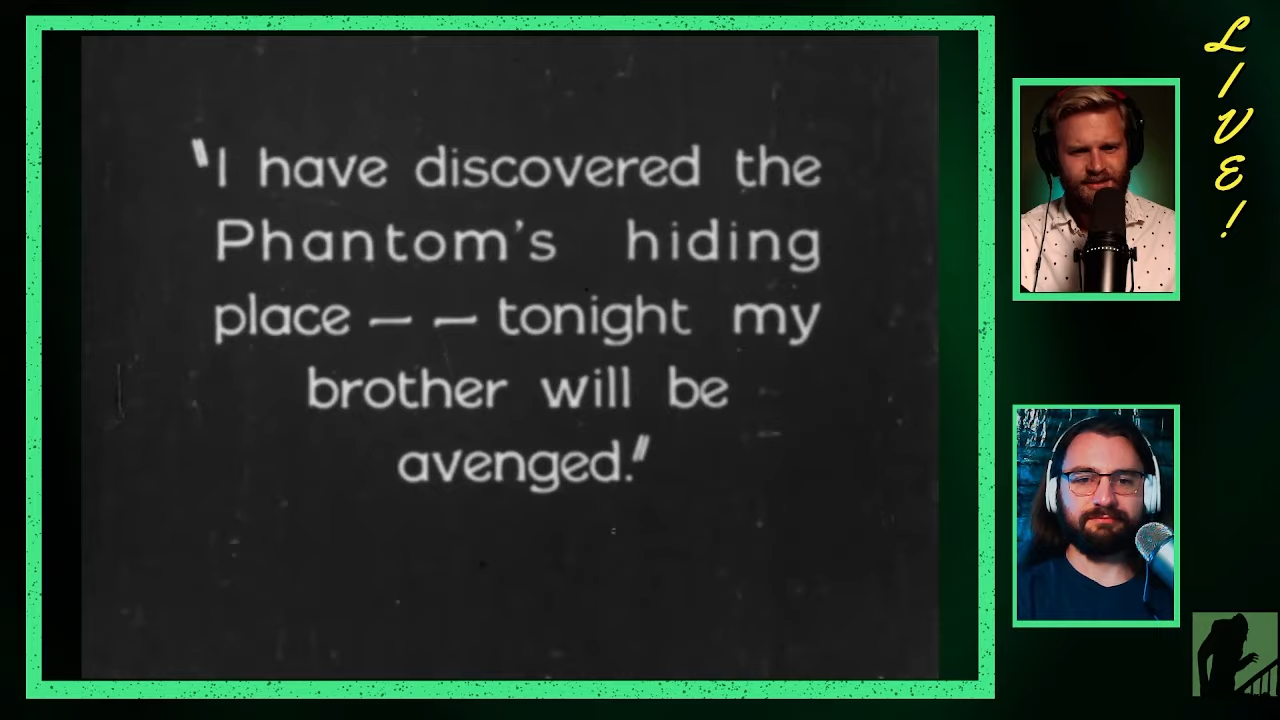 "I have discovered the
Phantom's hiding
place — — tonight my
brother will be
avenged."
LIVE!